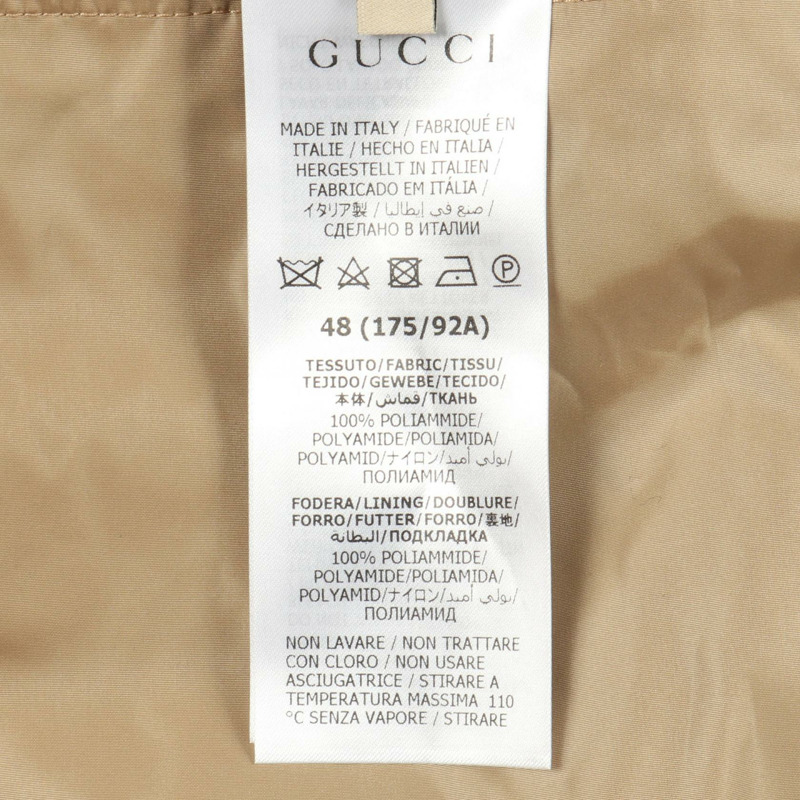 GUCCI
MADE IN ITALY / FABRIQUÉ EN
ITALIE / HECHO EN ITALIA /
HERGESTELLT IN ITALIEN /
FABRICADO EM ITÁLIA /
イタリア製 / صنع في إيطاليا /
СДЕЛАНО В ИТАЛИИ
P
48 (175/92A)
TESSUTO/FABRIC/TISSU/
TEJIDO/GEWEBE/TECIDO/
本体/قماش/ТКАНЬ
100% POLIAMMIDE/
POLYAMIDE/POLIAMIDA/
POLYAMID/ナイロン/بولي أميد/
ПОЛИАМИД
FODERA/LINING/DOUBLURE/
FORRO/FUTTER/FORRO/裏地/
البطانة/ПОДКЛАДКА
100% POLIAMMIDE/
POLYAMIDE/POLIAMIDA/
POLYAMID/ナイロン/بولي أميد/
ПОЛИАМИД
NON LAVARE / NON TRATTARE
CON CLORO / NON USARE
ASCIUGATRICE / STIRARE A
TEMPERATURA MASSIMA 110
°C SENZA VAPORE / STIRARE